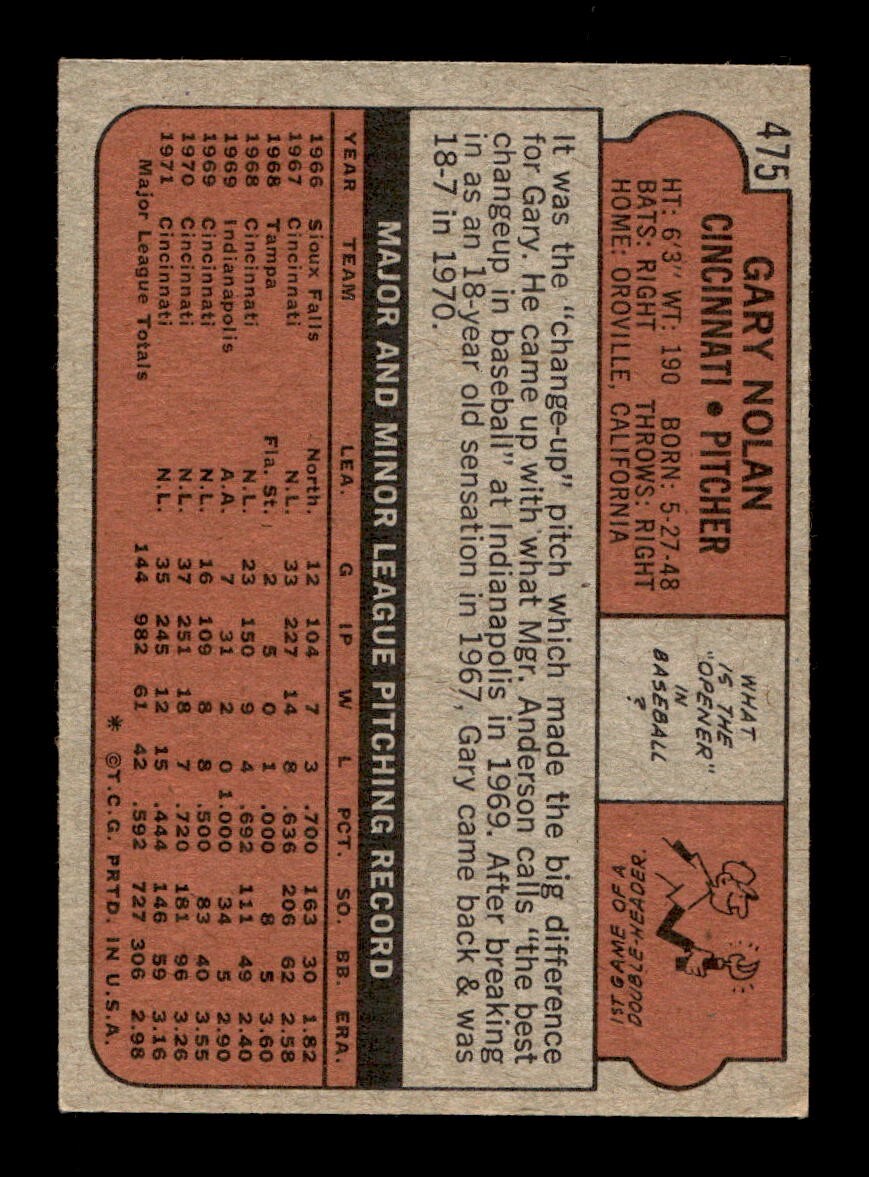 475
GARY NOLAN
CINCINNATI • PITCHER
HT: 6'3" WT: 190 BORN: 5-27-48
BATS: RIGHT THROWS: RIGHT
HOME: OROVILLE, CALIFORNIA
WHAT
IS THE
"OPENER"
IN
BASEBALL
?
1ST GAME OF A
DOUBLE-HEADER.
It was the "change-up" pitch which made the big difference
for Gary. He came up with what Mgr. Anderson calls "the best
changeup in baseball" at Indianapolis in 1969. After breaking
in as an 18-year old sensation in 1967, Gary came back & was
18-7 in 1970.
MAJOR AND MINOR LEAGUE PITCHING RECORD
YEAR TEAM LEA. G IP W L PCT. SO. BB. ERA.
1966 Sioux Falls North. 12 104 7 3 .700 163 30 1.82
1967 Cincinnati N.L. 33 227 14 8 .636 206 62 2.58
1968 Tampa Fla. St. 2 5 0 1 .000 8 5 3.60
1968 Cincinnati N.L. 23 150 9 4 .692 111 49 2.40
1969 Indianapolis A.A. 7 31 2 0 1.000 34 5 2.90
1969 Cincinnati N.L. 16 109 8 8 .500 83 40 3.55
1970 Cincinnati N.L. 37 251 18 7 .720 181 96 3.26
1971 Cincinnati N.L. 35 245 12 15 .444 146 59 3.16
Major League Totals 144 982 61 42 .592 727 306 2.98
* ©T.C.G. PRTD. IN U.S.A.